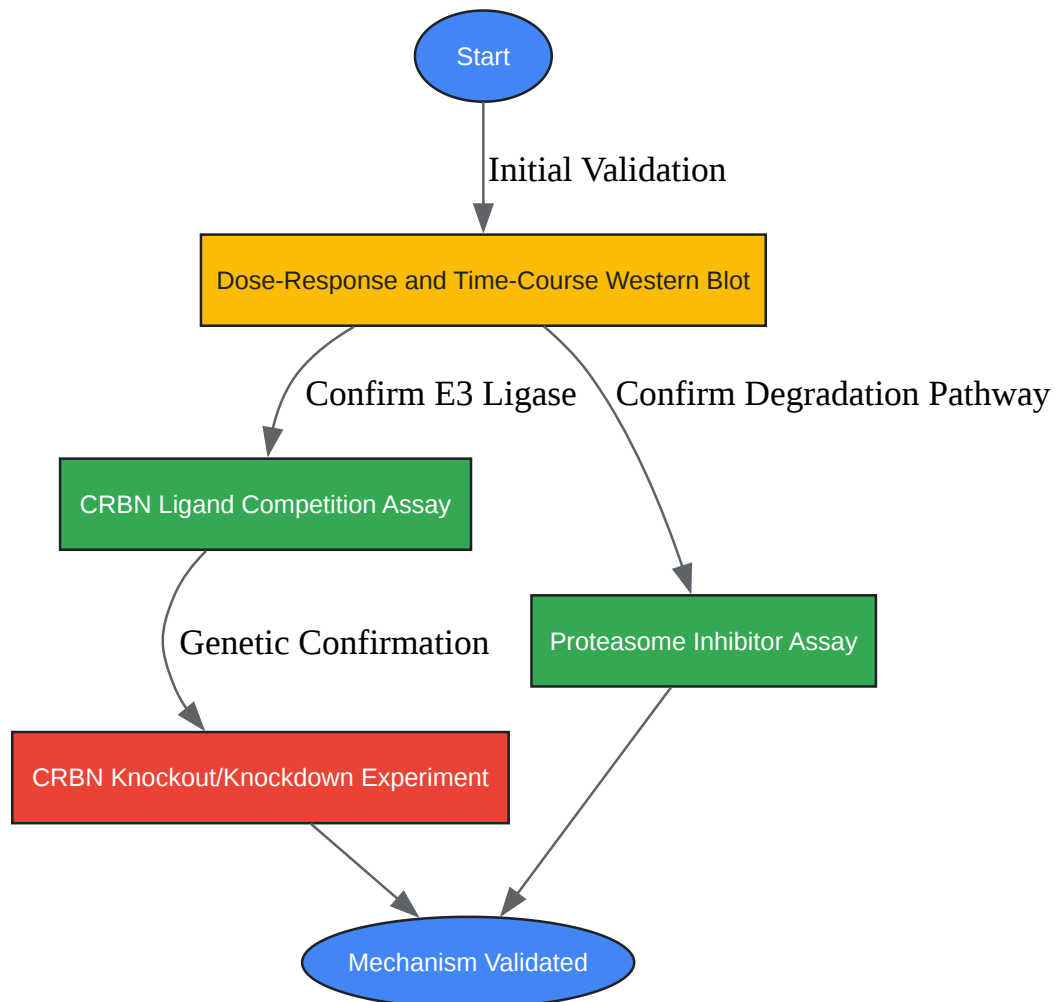 Start
Initial Validation
Dose-Response and Time-Course Western Blot
Confirm E3 Ligase
Confirm Degradation Pathway
CRBN Ligand Competition Assay
Genetic Confirmation
Proteasome Inhibitor Assay
CRBN Knockout/Knockdown Experiment
Mechanism Validated